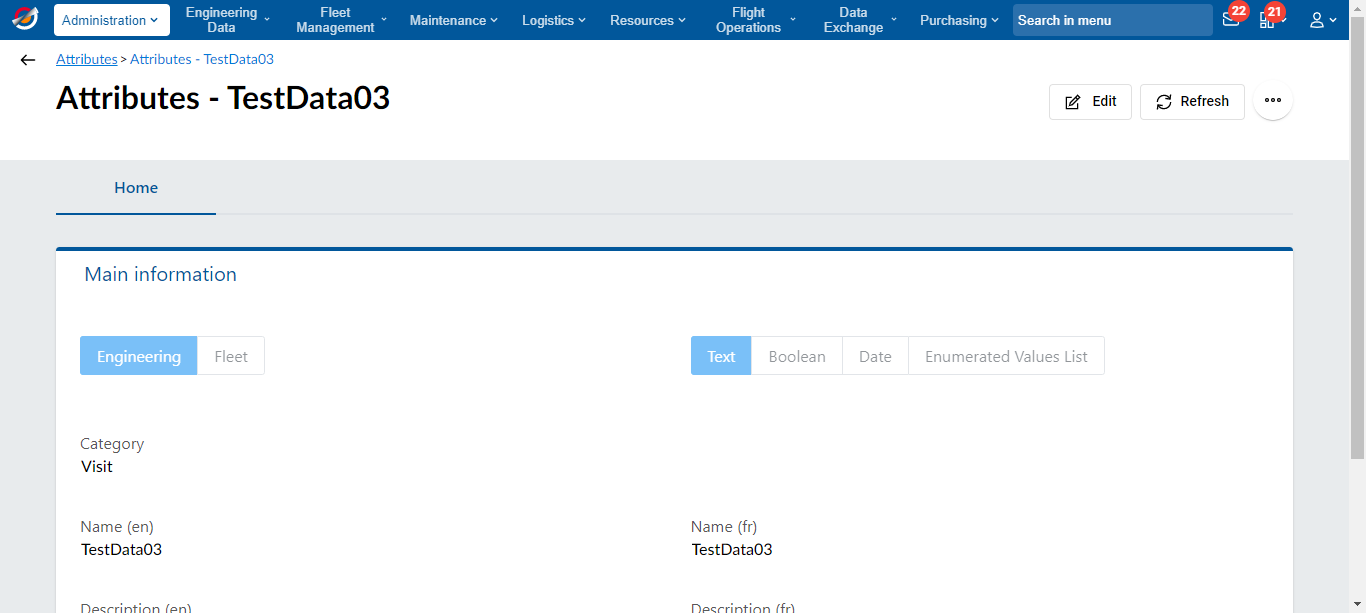 Administration
Engineering
Data
Fleet
Management
Maintenance
Logistics
Resources
Flight
Operations
Data
Exchange
Purchasing
Search in menu
22
21
Attributes > Attributes - TestData03
Attributes - TestData03
Edit
Refresh
Home
Main information
Engineering Fleet
Text Boolean Date Enumerated Values List
Category
Visit
Name (en)
TestData03
Name (fr)
TestData03
Description (en)
Description (fr)